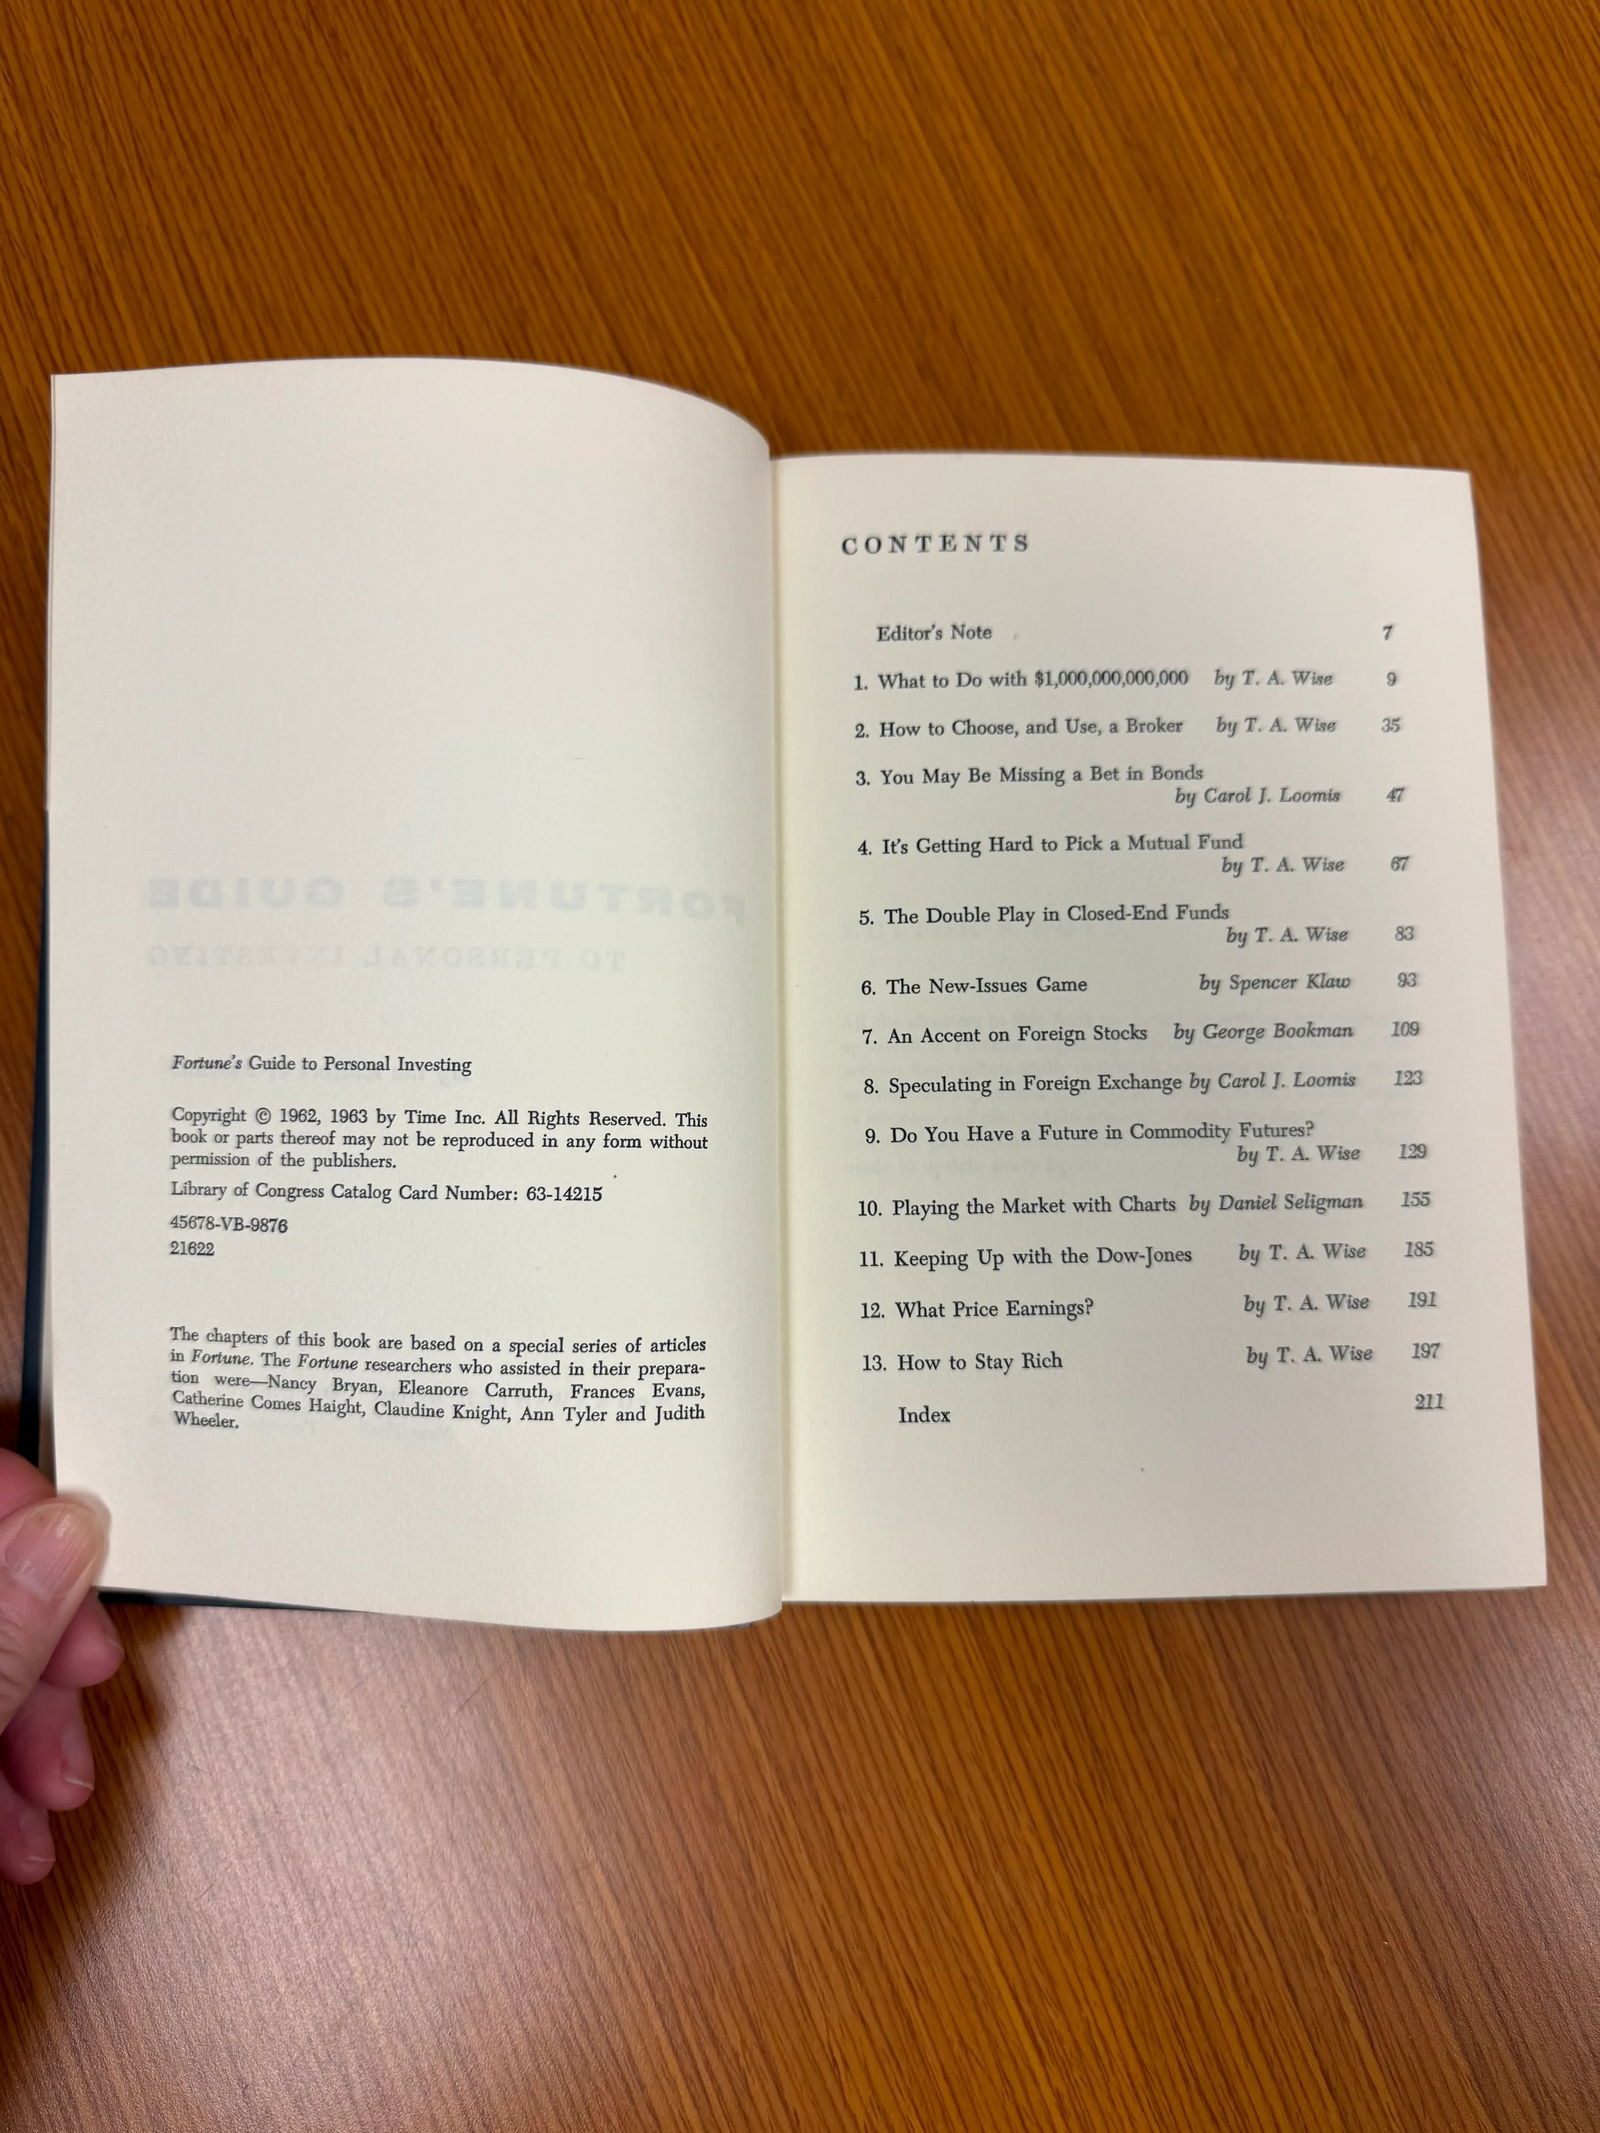 FORTUNE'S GUIDE
TO PERSONAL INVESTING
Fortune's Guide to Personal Investing
Copyright © 1962, 1963 by Time Inc. All Rights Reserved. This
book or parts thereof may not be reproduced in any form without
permission of the publishers.
Library of Congress Catalog Card Number: 63-14215
45678-VB-9876
21622
The chapters of this book are based on a special series of articles
in Fortune. The Fortune researchers who assisted in their prepara-
tion were—Nancy Bryan, Eleanore Carruth, Frances Evans,
Catherine Comes Haight, Claudine Knight, Ann Tyler and Judith
Wheeler.
CONTENTS
Editor's Note 7
1. What to Do with $1,000,000,000,000 by T. A. Wise 9
2. How to Choose, and Use, a Broker by T. A. Wise 35
3. You May Be Missing a Bet in Bonds
by Carol J. Loomis 47
4. It's Getting Hard to Pick a Mutual Fund
by T. A. Wise 67
5. The Double Play in Closed-End Funds
by T. A. Wise 83
6. The New-Issues Game by Spencer Klaw 93
7. An Accent on Foreign Stocks by George Bookman 109
8. Speculating in Foreign Exchange by Carol J. Loomis 123
9. Do You Have a Future in Commodity Futures?
by T. A. Wise 129
10. Playing the Market with Charts by Daniel Seligman 155
11. Keeping Up with the Dow-Jones by T. A. Wise 185
12. What Price Earnings? by T. A. Wise 191
13. How to Stay Rich by T. A. Wise 197
Index 211